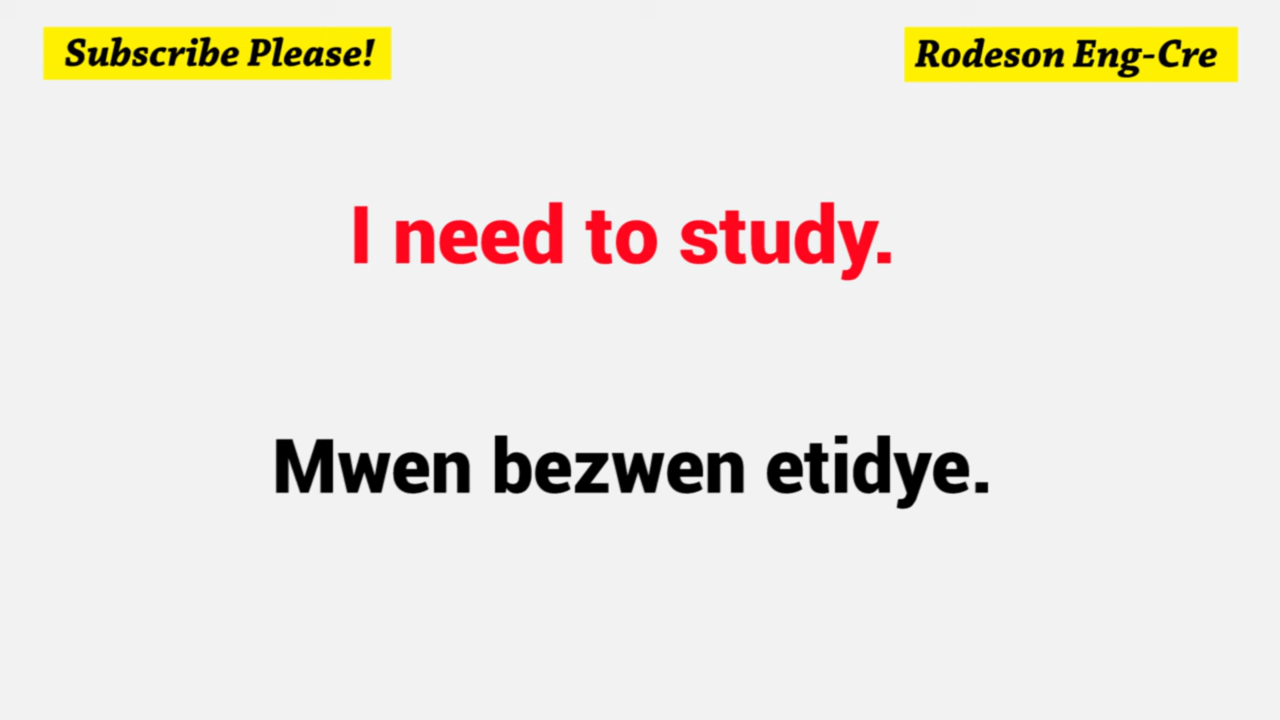 Subscribe Please!
Rodeson Eng-Cre
I need to study.
Mwen bezwen etidye.